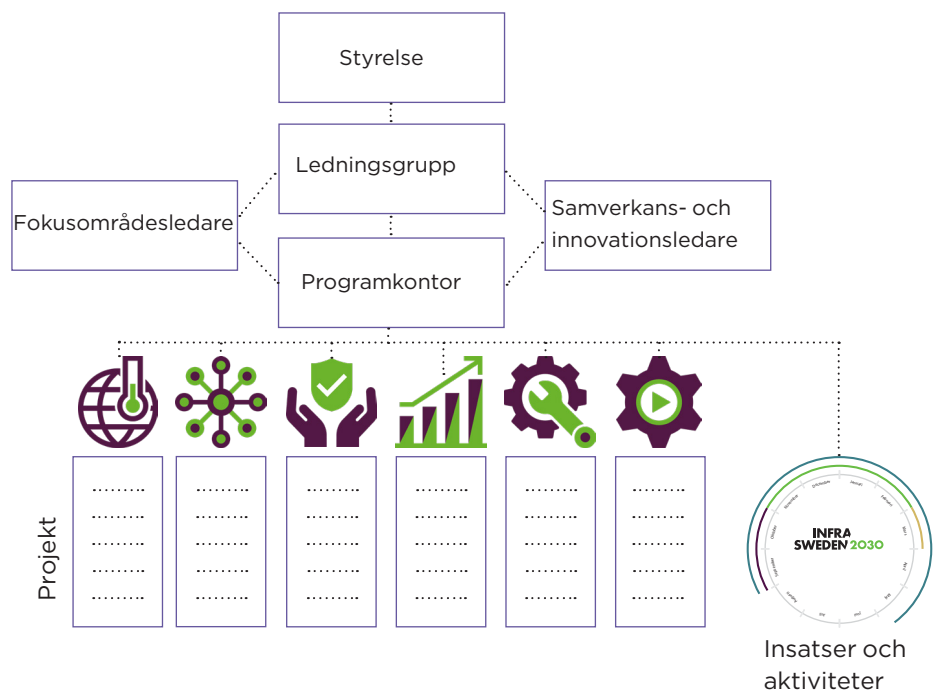 Styrelse
Ledningsgrupp
Fokusområdesledare
Samverkans- och
innovationsledare
Programkontor
Projekt
INFRA
SWEDEN 2030
Insatser och
aktiviteter